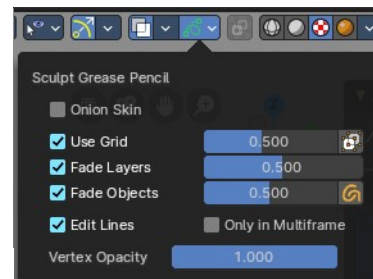 Sculpt Grease Pencil
Onion Skin
Use Grid 0.500
Fade Layers 0.500
Fade Objects 0.500
Edit Lines Only in Multiframe
Vertex Opacity 1.000